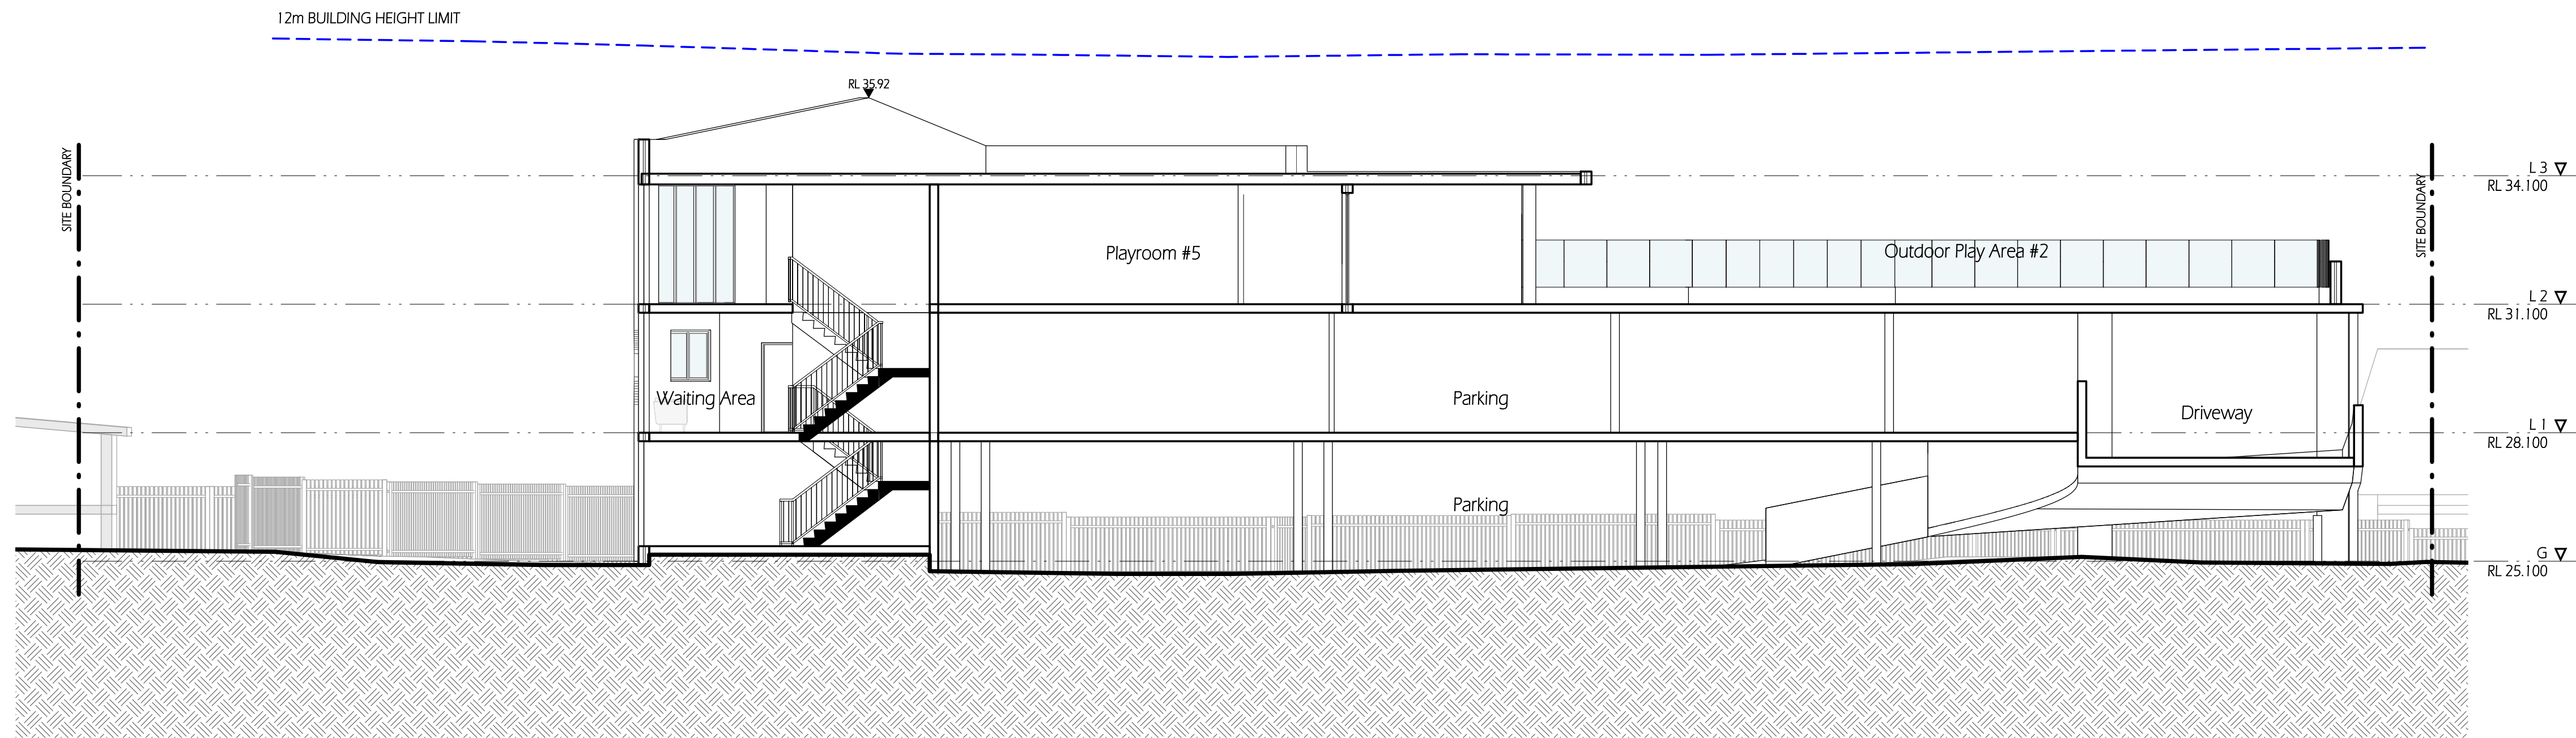 12m BUILDING HEIGHT LIMIT
RL 35.92
SITE BOUNDARY
SITE BOUNDARY
L 3
RL 34.100
Playroom #5
Outdoor Play Area #2
L 2
RL 31.100
Waiting Area
Parking
Driveway
L 1
RL 28.100
Parking
G
RL 25.100